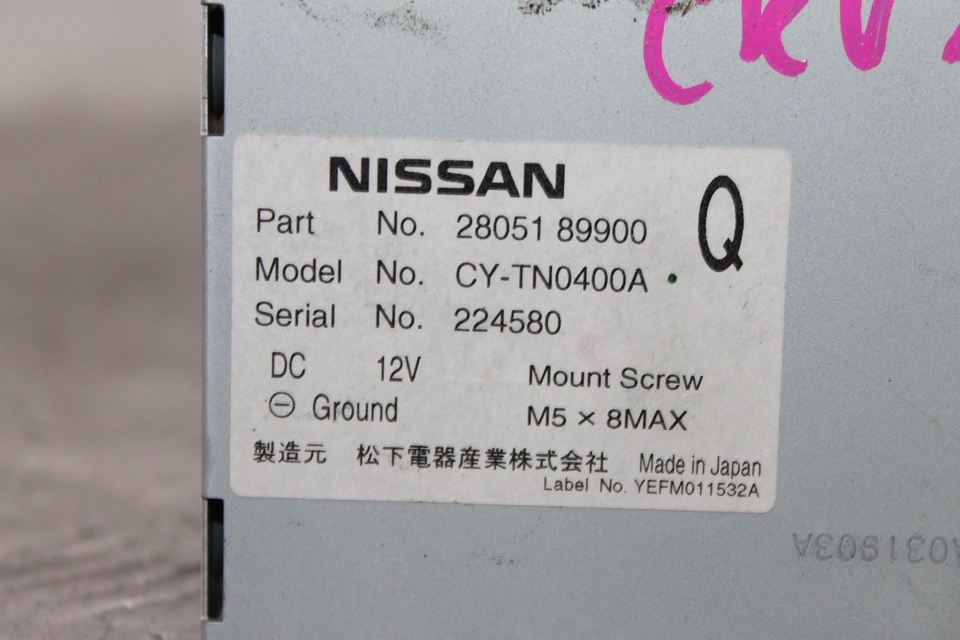 NISSAN
Q
Part No. 28051 89900
Model No. CY-TN0400A
Serial No. 224580
DC 12V
Mount Screw
⊖ Ground
M5 × 8MAX
製造元 松下電器産業株式会社 Made in Japan
Label No. YEFM011532A